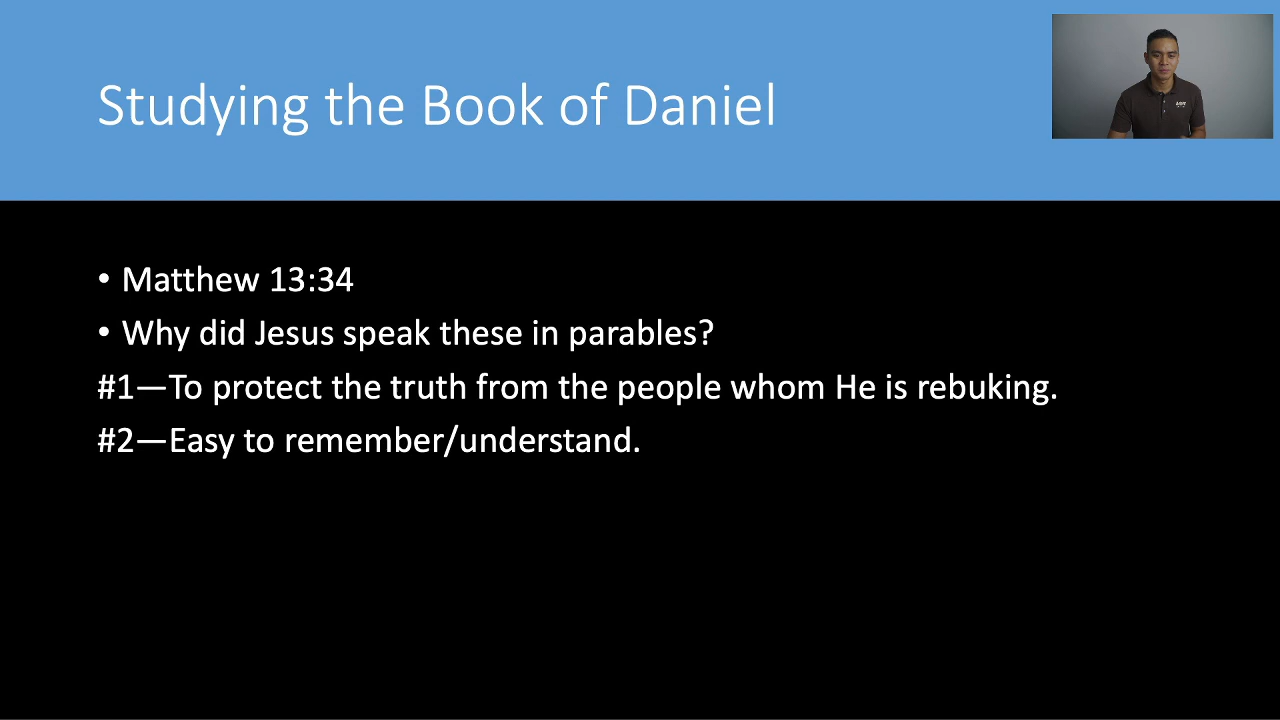 Studying the Book of Daniel
• Matthew 13:34
• Why did Jesus speak these in parables?
#1—To protect the truth from the people whom He is rebuking.
#2—Easy to remember/understand.